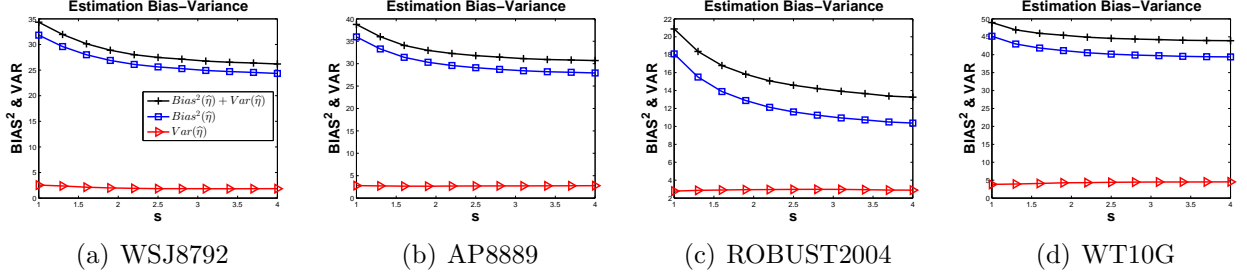 Estimation Bias–Variance
35
30
25
20
15
10
5
0
BIAS² & VAR
Bias²(η̂) + Var(η̂)
Bias²(η̂)
Var(η̂)
1 1.5 2 2.5 3 3.5 4
s
(a) WSJ8792
Estimation Bias–Variance
40
35
30
25
20
15
10
5
0
BIAS² & VAR
1 1.5 2 2.5 3 3.5 4
s
(b) AP8889
Estimation Bias–Variance
22
20
18
16
14
12
10
8
6
4
2
BIAS² & VAR
1 1.5 2 2.5 3 3.5 4
s
(c) ROBUST2004
Estimation Bias–Variance
50
45
40
35
30
25
20
15
10
5
0
BIAS² & VAR
1 1.5 2 2.5 3 3.5 4
s
(d) WT10G